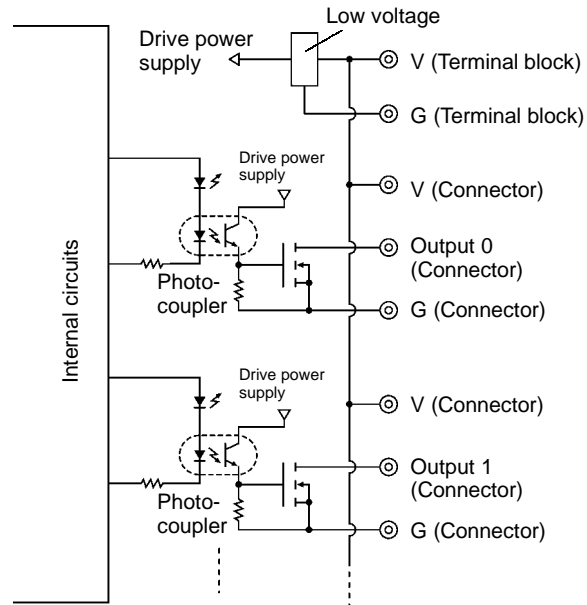 Low voltage
Drive power
supply
V (Terminal block)
G (Terminal block)
Drive power
supply
V (Connector)
Output 0
(Connector)
Photo-
coupler
G (Connector)
Internal circuits
Drive power
supply
V (Connector)
Output 1
(Connector)
Photo-
coupler
G (Connector)